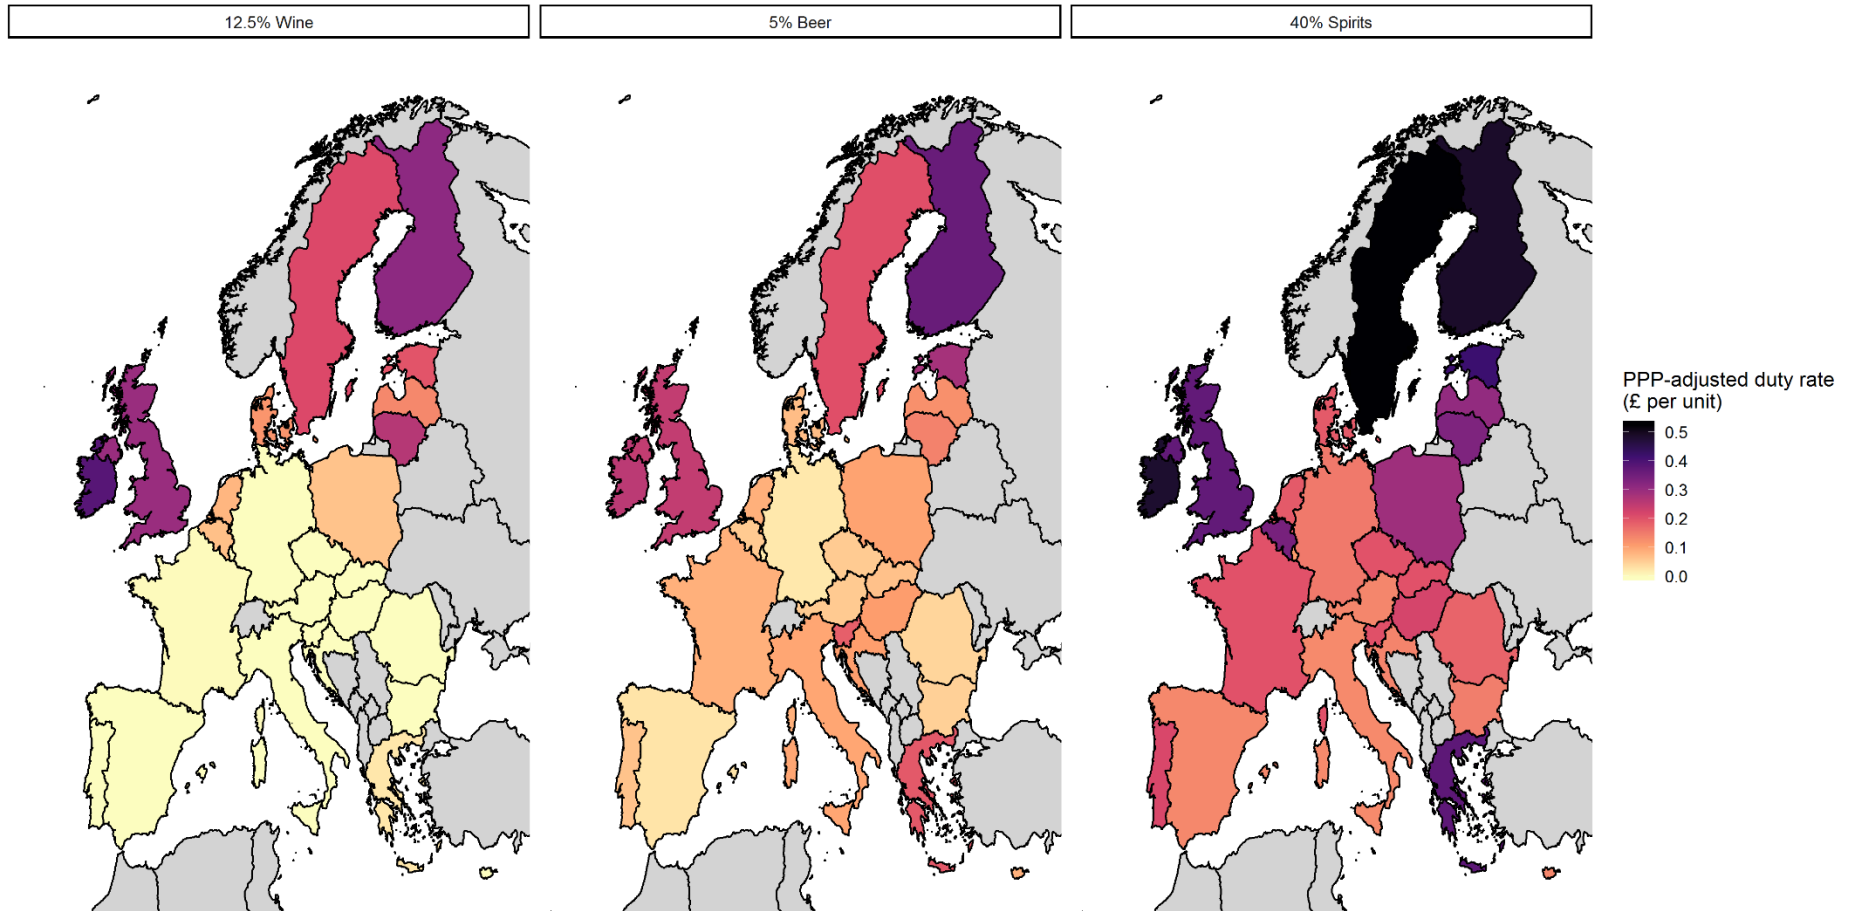 12.5% Wine
5% Beer
40% Spirits
PPP-adjusted duty rate
(£ per unit)
0.5
0.4
0.3
0.2
0.1
0.0